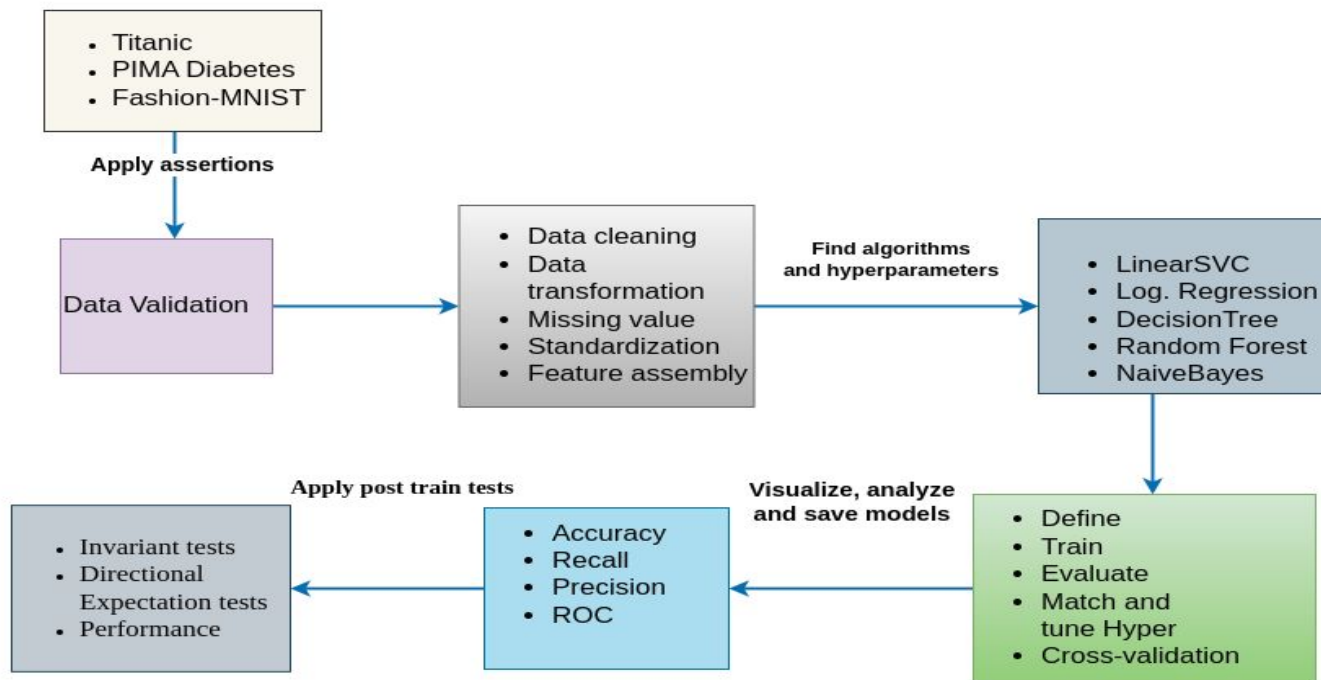 • Titanic
• PIMA Diabetes
• Fashion-MNIST
Apply assertions
Data Validation
• Data cleaning
• Data
transformation
• Missing value
• Standardization
• Feature assembly
Find algorithms
and hyperparameters
• LinearSVC
• Log. Regression
• DecisionTree
• Random Forest
• NaiveBayes
• Define
• Train
• Evaluate
• Match and
tune Hyper
• Cross-validation
Visualize, analyze
and save models
• Accuracy
• Recall
• Precision
• ROC
Apply post train tests
• Invariant tests
• Directional
Expectation tests
• Performance